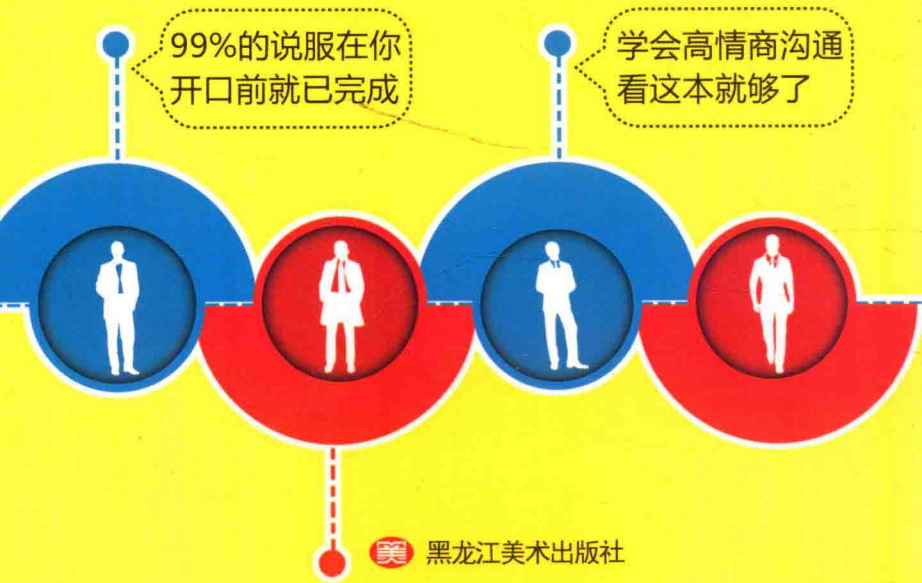 99%的说服在你
开口前就已完成
学会高情商沟通
看这本就够了
美 黑龙江美术出版社